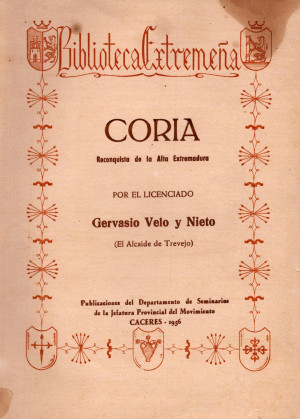 Biblioteca Extremeña
CORIA
Reconquista de la Alta Extremadura
POR EL LICENCIADO
Gervasio Velo y Nieto
(El Alcaide de Trevejo)
Publicaciones del Departamento de Seminarios
de la Jefatura Provincial del Movimiento
CACERES - 1956